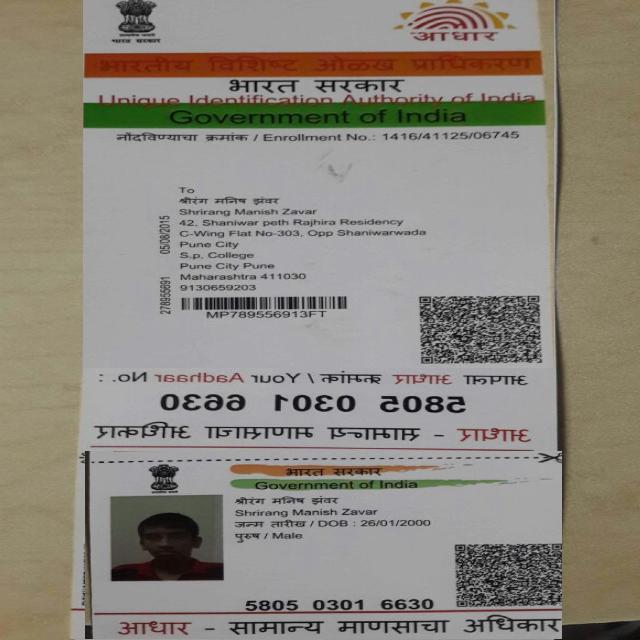 भारत सरकार
आधार
भारतीय विशिष्ट ओळख प्राधिकरण
भारत सरकार
Unique Identification Authority of India
Government of India
नोंदविण्याचा क्रमांक / Enrollment No.: 1416/41125/06745
To
श्रीरंग मनिष झंवर
Shrirang Manish Zavar
42, Shaniwar peth Rajhira Residency
C-Wing Flat No-303, Opp Shaniwarwada
Pune City
S.p, College
Pune City Pune
Maharashtra 411030
9130659203
278955691 05/08/2015
MP789556913FT
आपला आधार क्रमांक / Your Aadhaar No. :
5805 0301 6630
आधार - सामान्य माणसाचा अधिकार
भारत सरकार
Government of India
श्रीरंग मनिष झंवर
Shrirang Manish Zavar
जन्म तारीख / DOB : 26/01/2000
पुरुष / Male
5805 0301 6630
आधार - सामान्य माणसाचा अधिकार